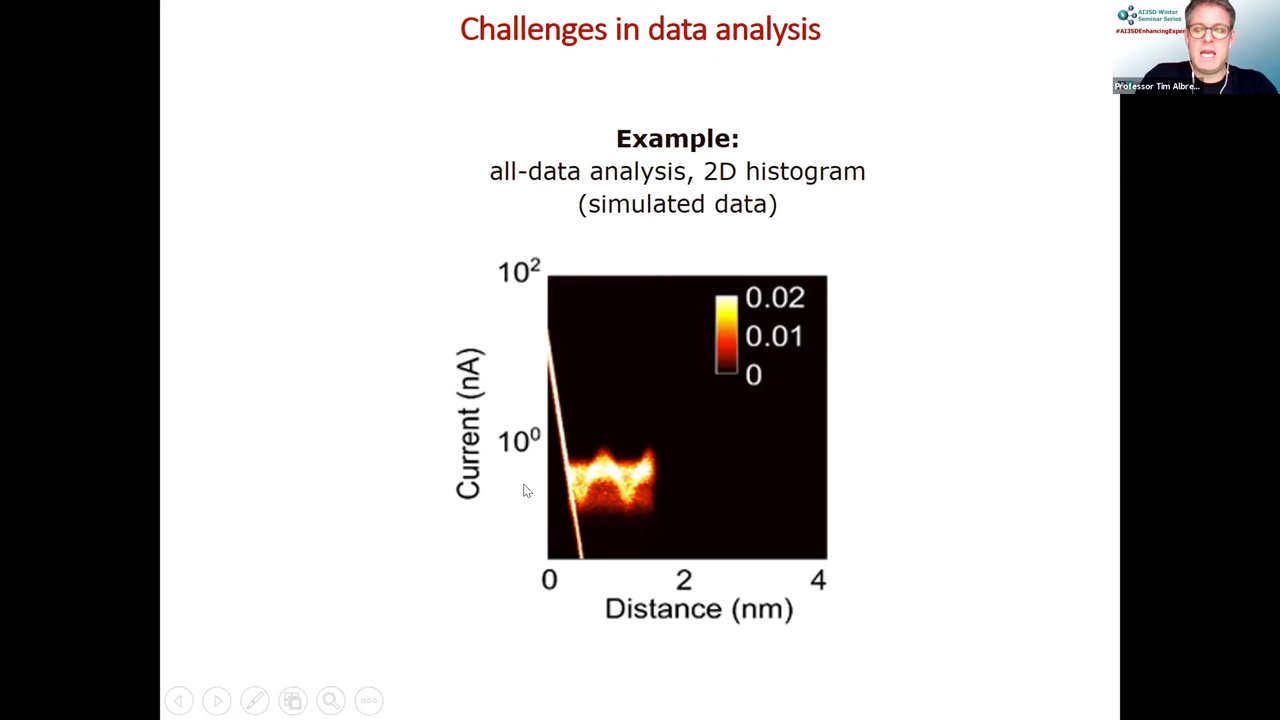 Challenges in data analysis
AI3SD Winter
Seminar Series
#AI3SDEnhancingExper
Professor Tim Albre...
Example:
all-data analysis, 2D histogram
(simulated data)
10²
0.02
0.01
0
Current (nA)
10⁰
0 2 4
Distance (nm)